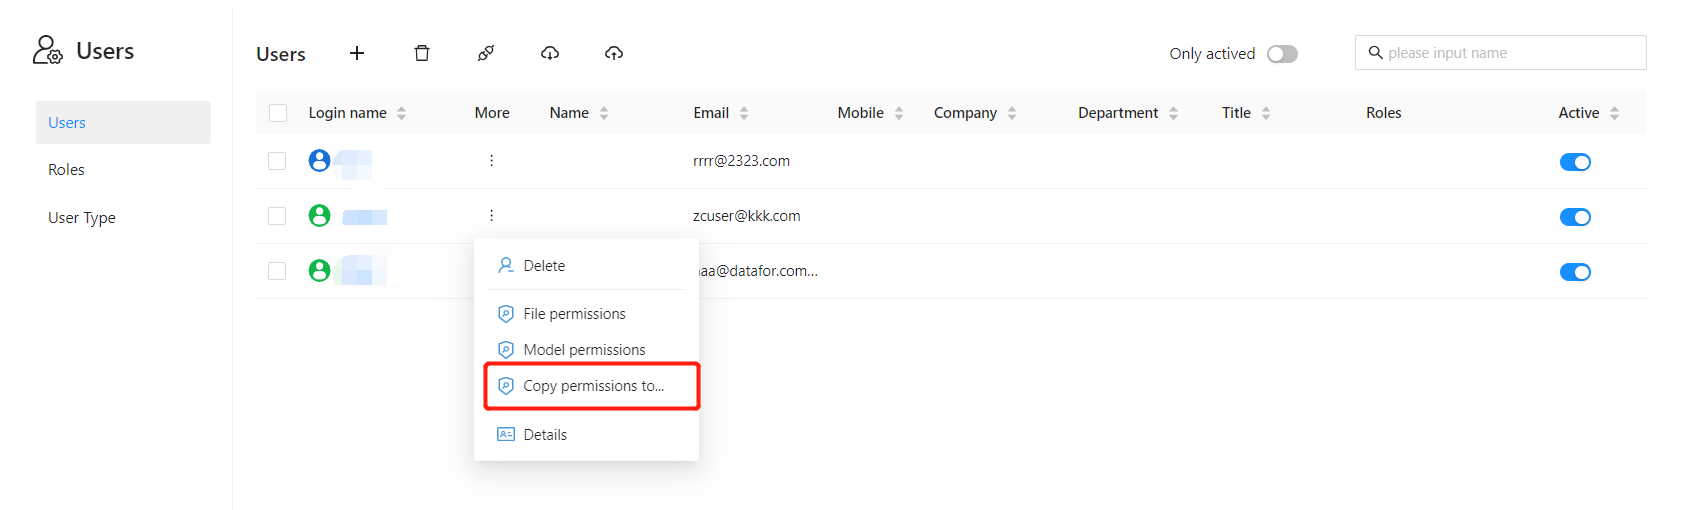 Users
Users
Roles
User Type
Users
Only actived
please input name
Login name More Name Email Mobile Company Department Title Roles Active
rrrr@2323.com
zcuser@kkk.com
aa@datafor.com...
Delete
File permissions
Model permissions
Copy permissions to...
Details